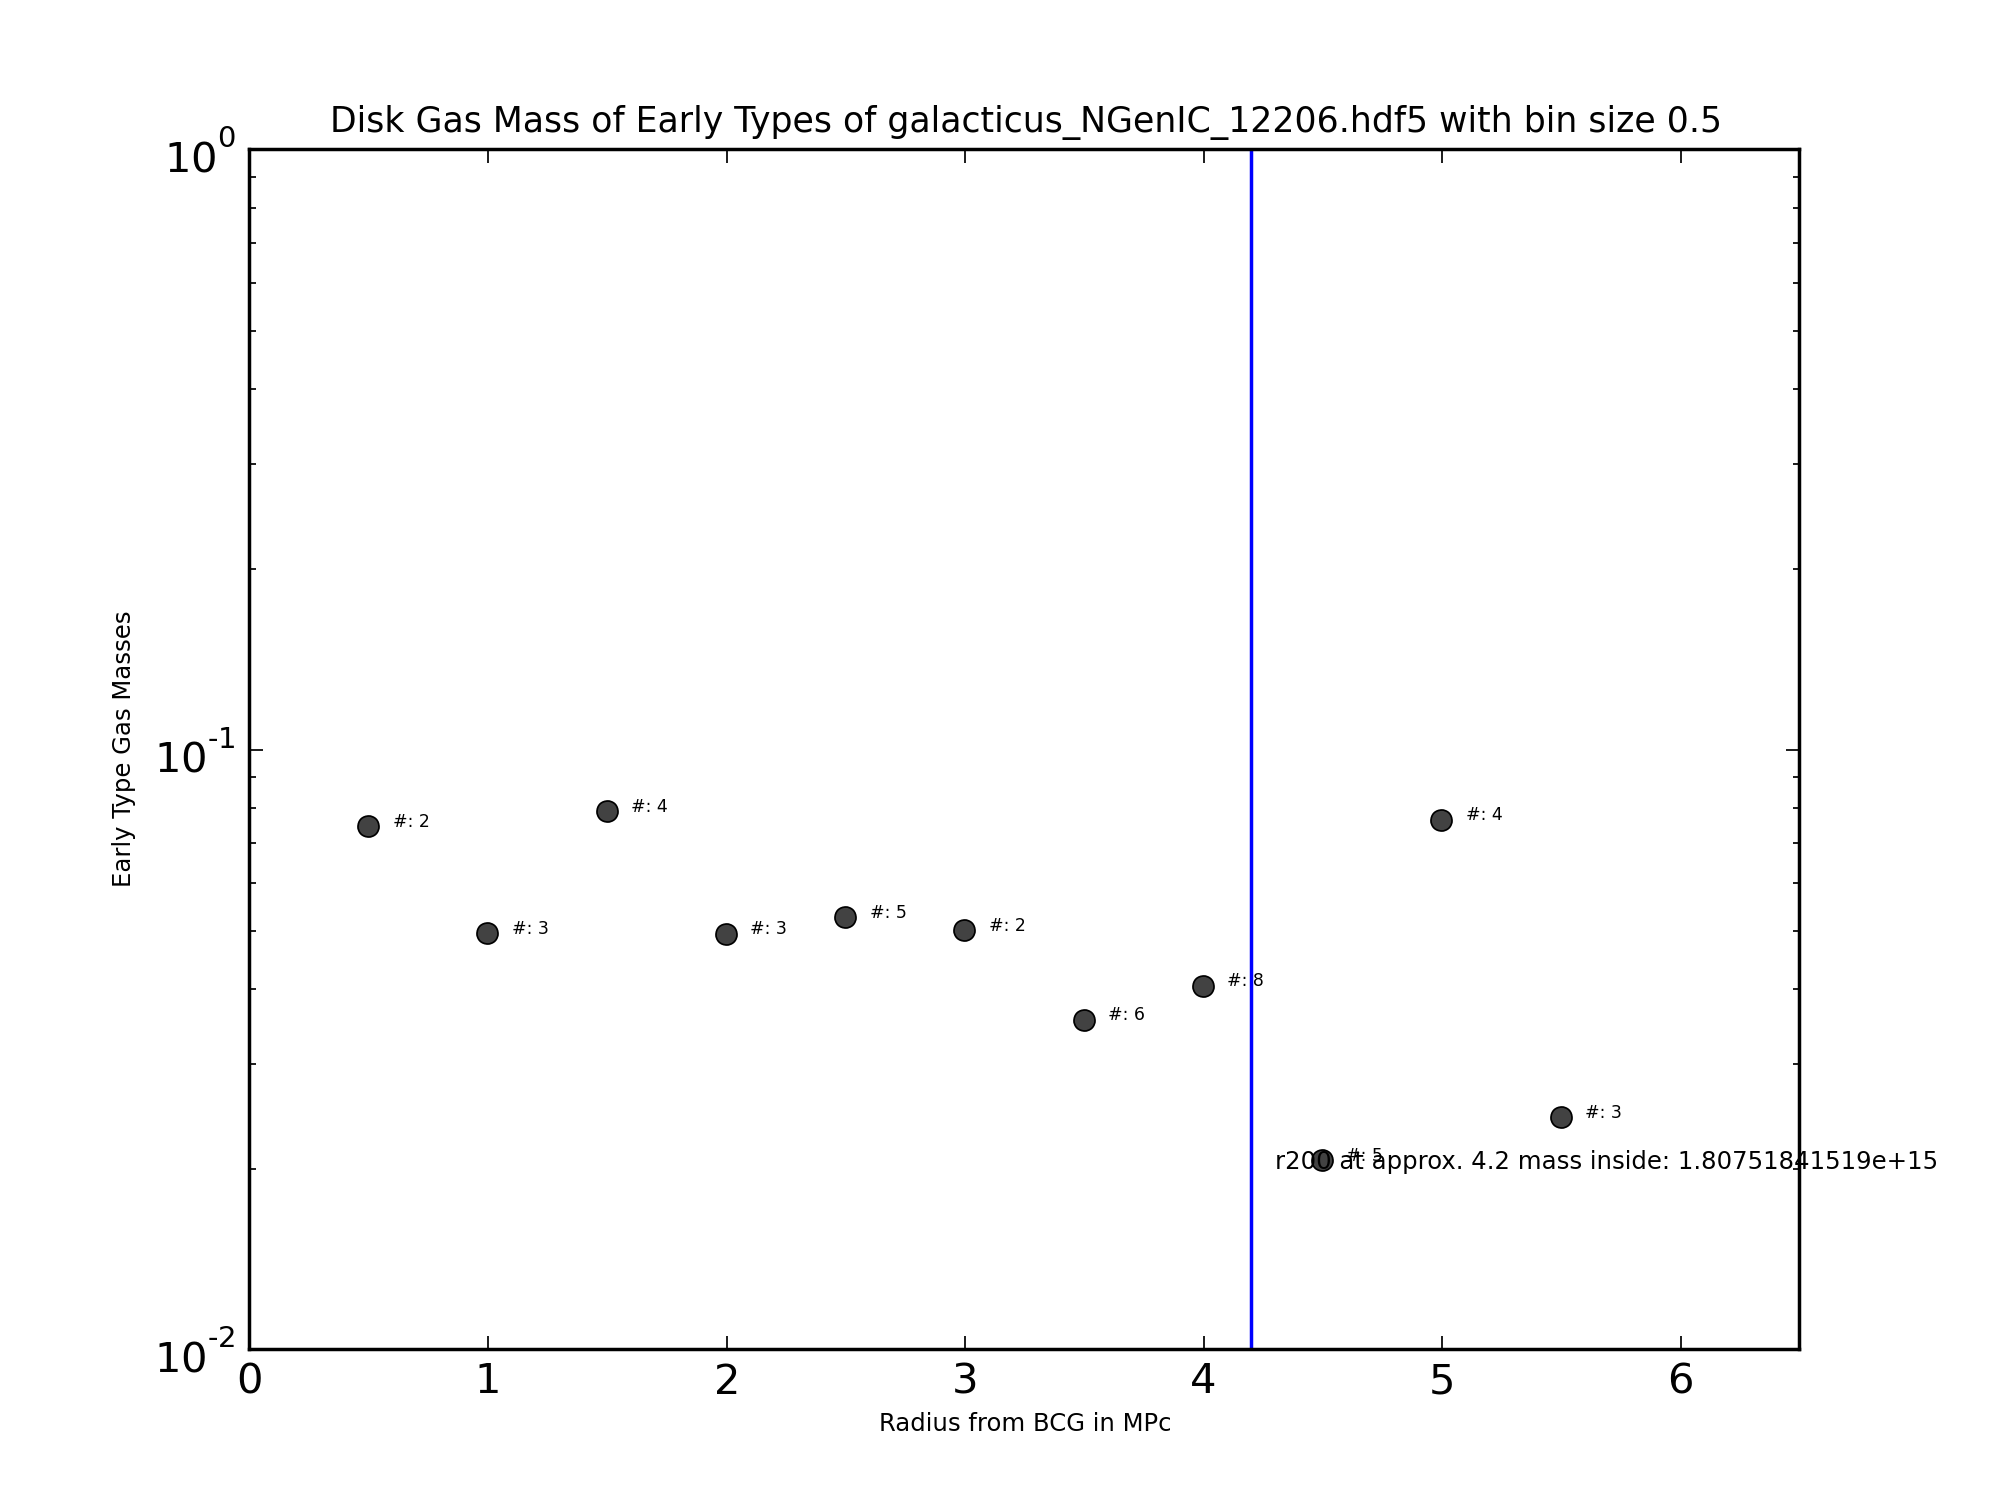 Disk Gas Mass of Early Types of galacticus_NGenIC_12206.hdf5 with bin size 0.5
10^0
10^-1
10^-2
Early Type Gas Masses
#: 2
#: 3
#: 4
#: 3
#: 5
#: 2
#: 6
#: 8
#: 5
#: 4
#: 3
r200 at approx. 4.2 mass inside: 1.80751841519e+15
0 1 2 3 4 5 6
Radius from BCG in MPc